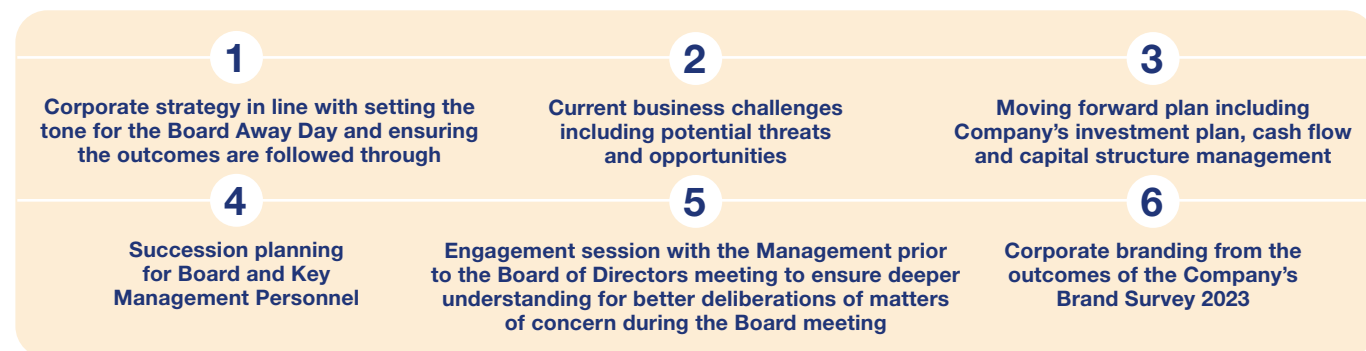 1
Corporate strategy in line with setting the
tone for the Board Away Day and ensuring
the outcomes are followed through
2
Current business challenges
including potential threats
and opportunities
3
Moving forward plan including
Company's investment plan, cash flow
and capital structure management
4
Succession planning
for Board and Key
Management Personnel
5
Engagement session with the Management prior
to the Board of Directors meeting to ensure deeper
understanding for better deliberations of matters
of concern during the Board meeting
6
Corporate branding from the
outcomes of the Company's
Brand Survey 2023